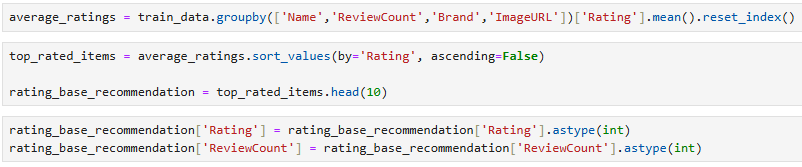 average_ratings = train_data.groupby(['Name','ReviewCount','Brand','ImageURL'])['Rating'].mean().reset_index()
top_rated_items = average_ratings.sort_values(by='Rating', ascending=False)
rating_base_recommendation = top_rated_items.head(10)
rating_base_recommendation['Rating'] = rating_base_recommendation['Rating'].astype(int)
rating_base_recommendation['ReviewCount'] = rating_base_recommendation['ReviewCount'].astype(int)